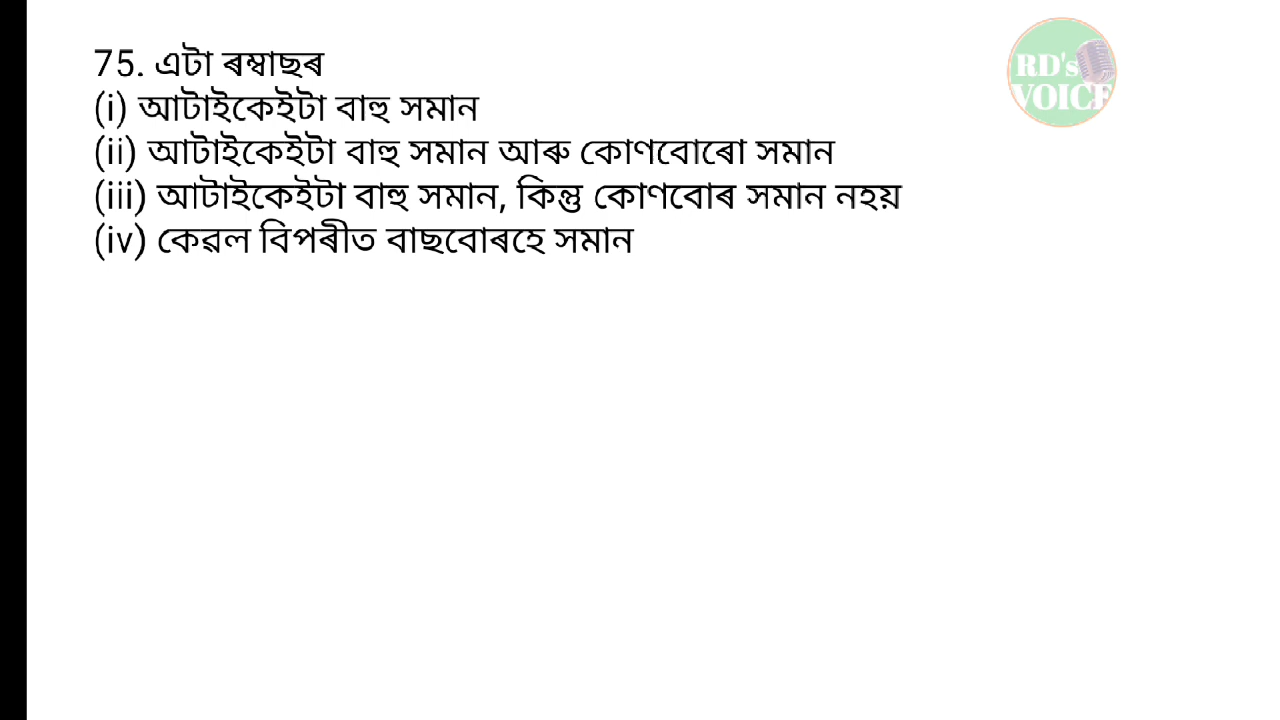 75. এটা ৰম্বাছৰ
(i) আটাইকেইটা বাহু সমান
(ii) আটাইকেইটা বাহু সমান আৰু কোণবোৰো সমান
(iii) আটাইকেইটা বাহু সমান, কিন্তু কোণবোৰ সমান নহয়
(iv) কেৱল বিপৰীত বাছবোৰহে সমান
RD's
VOICE